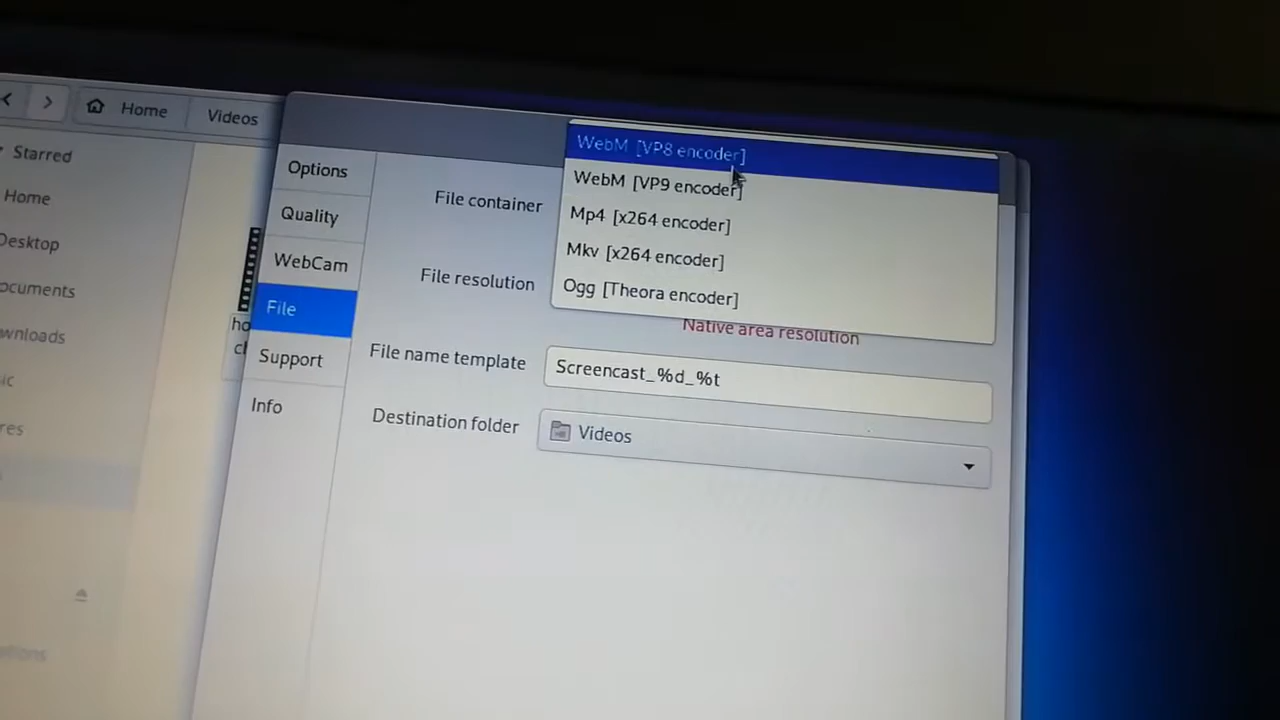 Home
Videos
Starred
Home
Desktop
Options
Quality
WebCam
File
Support
Info
File container
WebM [VP8 encoder]
WebM [VP9 encoder]
Mp4 [x264 encoder]
Mkv [x264 encoder]
Ogg [Theora encoder]
File resolution
Native area resolution
File name template
Screencast_%d_%t
Destination folder
Videos